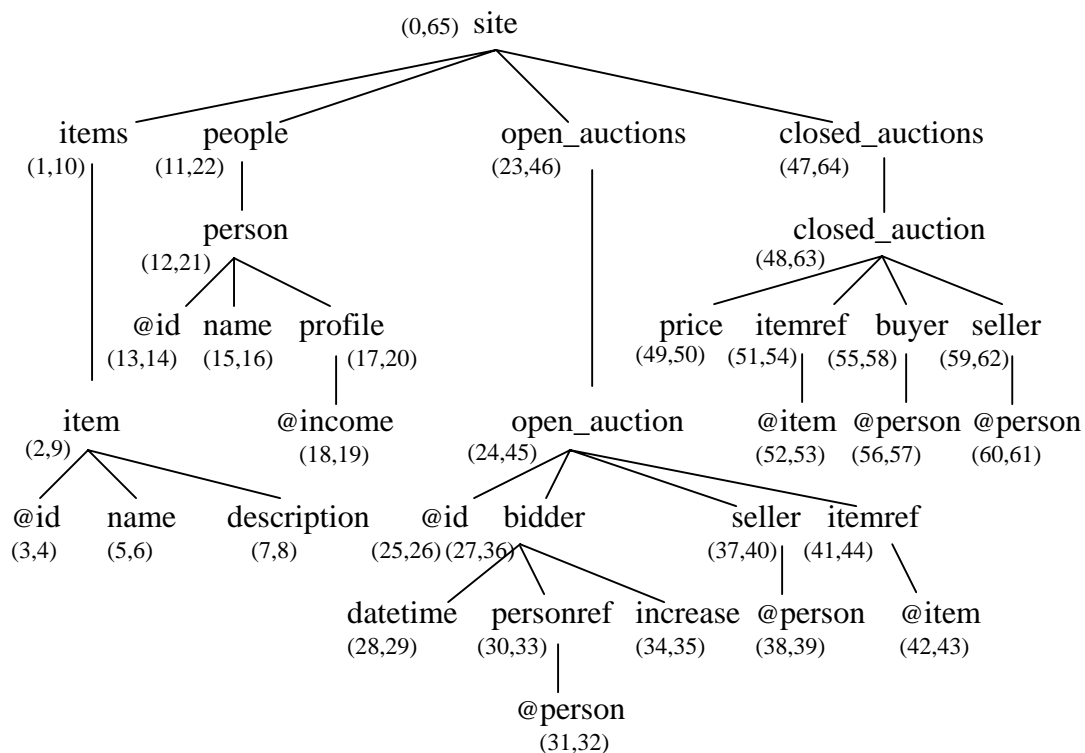 (0,65) site
items people open_auctions closed_auctions
(1,10) (11,22) (23,46) (47,64)
person closed_auction
(12,21) (48,63)
@id name profile price itemref buyer seller
(13,14) (15,16) (17,20) (49,50) (51,54) (55,58) (59,62)
item @income open_auction @item @person @person
(2,9) (18,19) (24,45) (52,53) (56,57) (60,61)
@id name description @id bidder seller itemref
(3,4) (5,6) (7,8) (25,26) (27,36) (37,40) (41,44)
datetime personref increase @person @item
(28,29) (30,33) (34,35) (38,39) (42,43)
@person
(31,32)